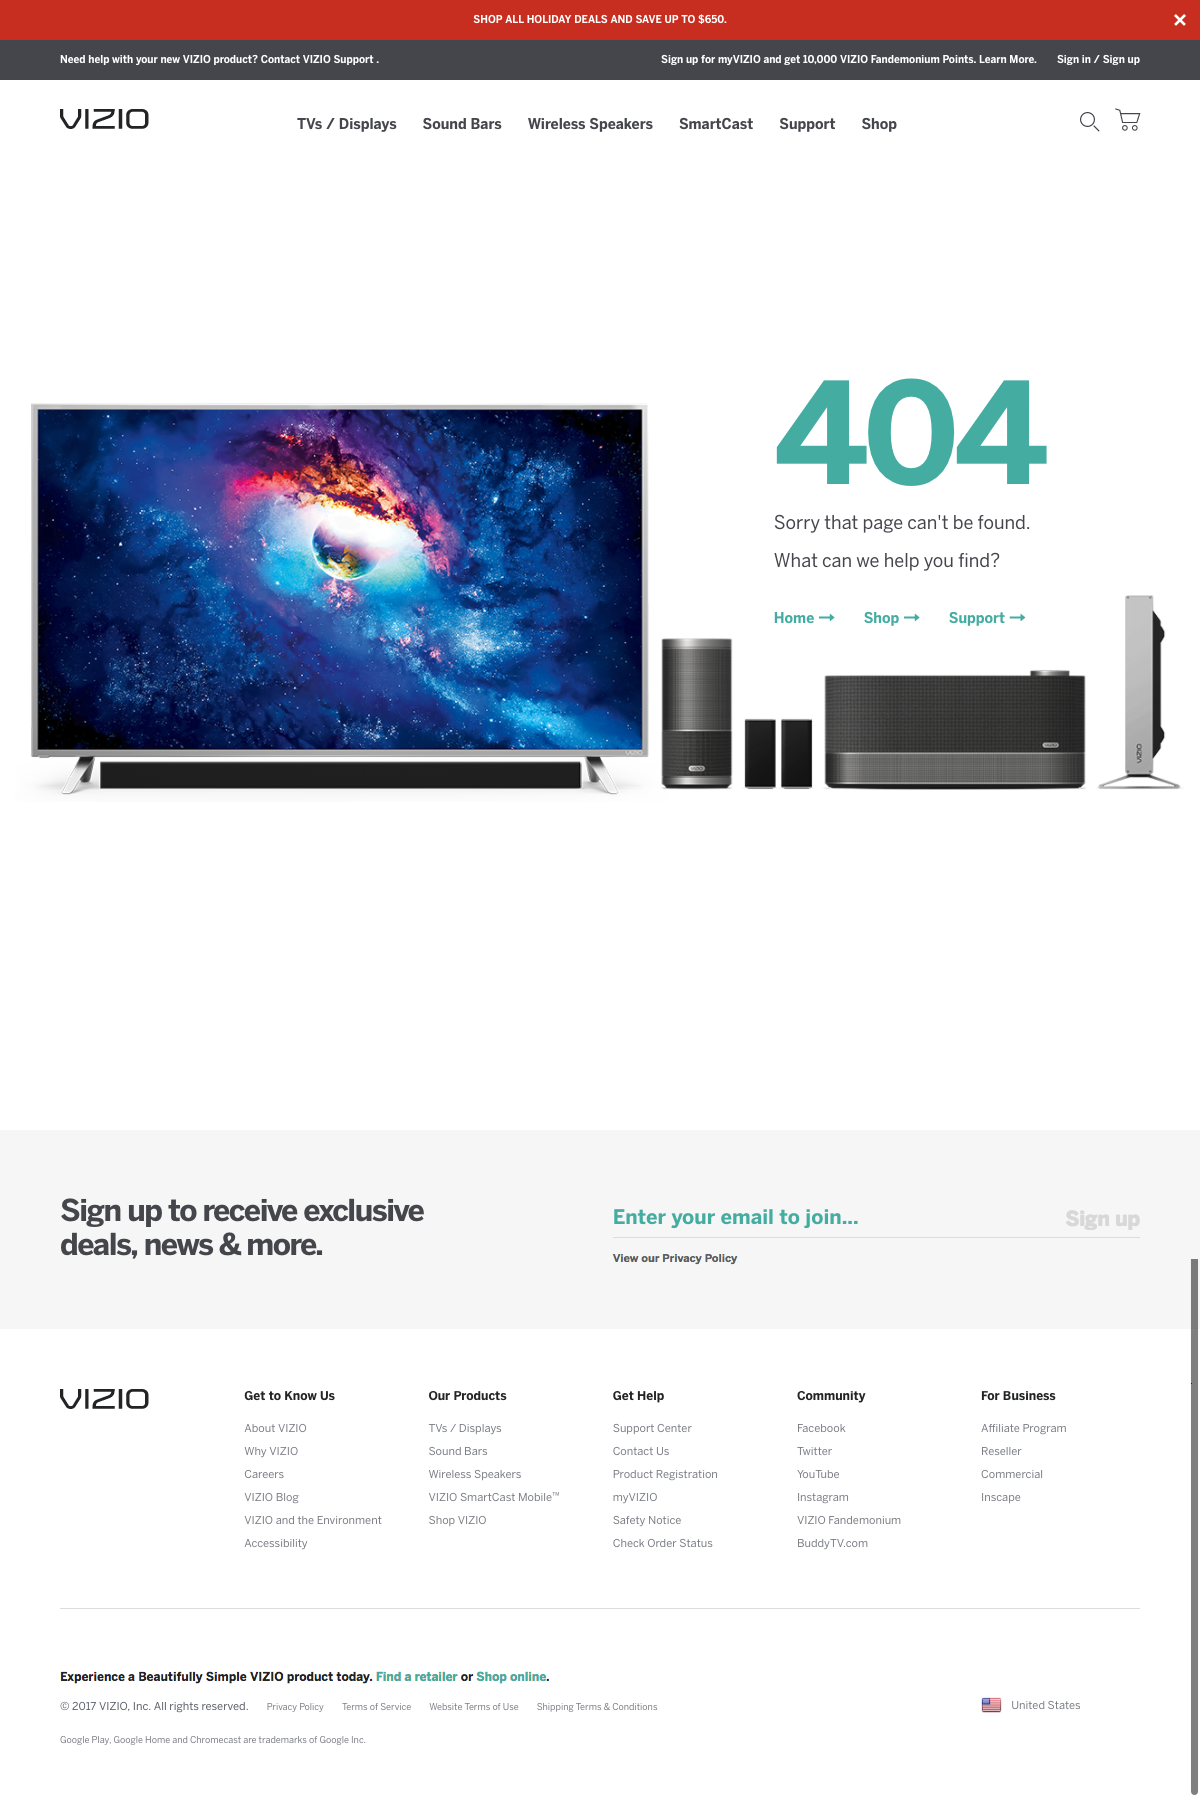 SHOP ALL HOLIDAY DEALS AND SAVE UP TO $650.
Need help with your new VIZIO product? Contact VIZIO Support .
Sign up for myVIZIO and get 10,000 VIZIO Fandemonium Points. Learn More.
Sign in / Sign up
VIZIO
TVs / Displays
Sound Bars
Wireless Speakers
SmartCast
Support
Shop
404
Sorry that page can't be found.
What can we help you find?
Home
Shop
Support
VIZIO
VIZIO
VIZIO
VIZIO
Sign up to receive exclusive
deals, news & more.
Enter your email to join...
Sign up
View our Privacy Policy
VIZIO
Get to Know Us
About VIZIO
Why VIZIO
Careers
VIZIO Blog
VIZIO and the Environment
Accessibility
Our Products
TVs / Displays
Sound Bars
Wireless Speakers
VIZIO SmartCast Mobile™
Shop VIZIO
Get Help
Support Center
Contact Us
Product Registration
myVIZIO
Safety Notice
Check Order Status
Community
Facebook
Twitter
YouTube
Instagram
VIZIO Fandemonium
BuddyTV.com
For Business
Affiliate Program
Reseller
Commercial
Inscape
Experience a Beautifully Simple VIZIO product today. Find a retailer or Shop online.
© 2017 VIZIO, Inc. All rights reserved.
Privacy Policy
Terms of Service
Website Terms of Use
Shipping Terms & Conditions
United States
Google Play, Google Home and Chromecast are trademarks of Google Inc.